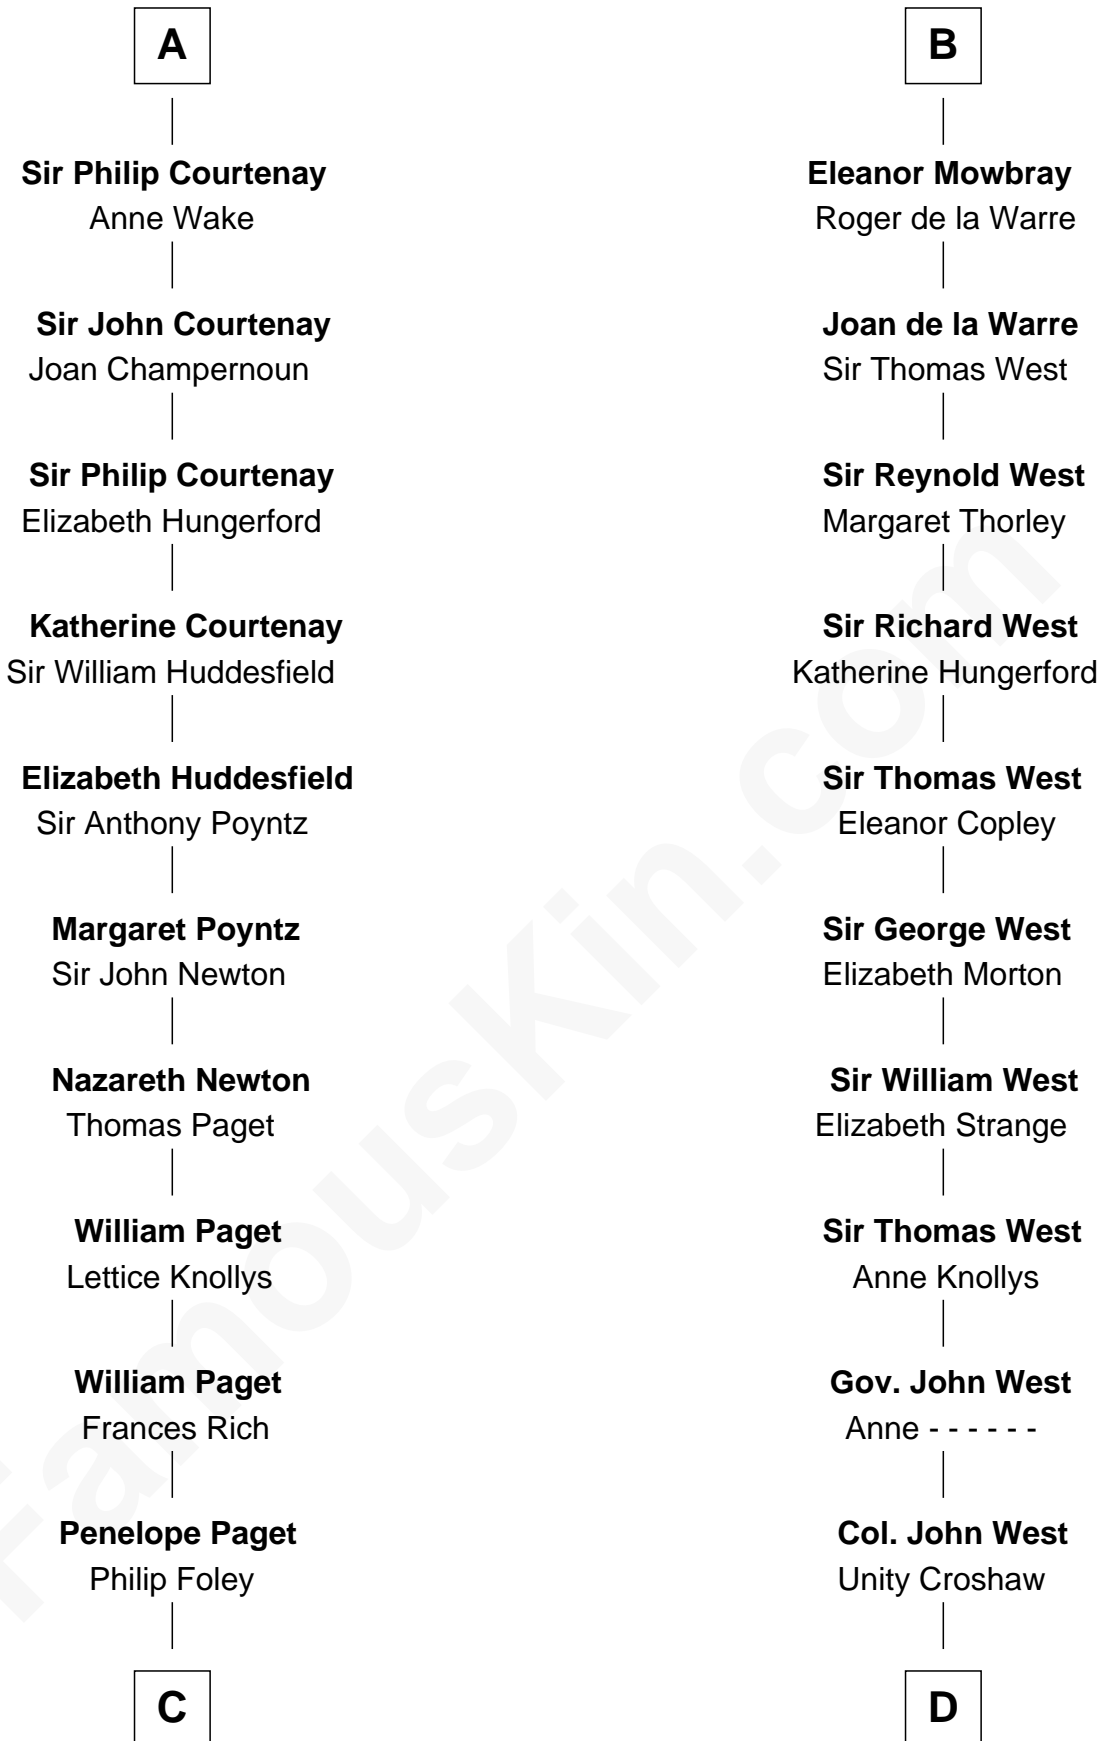 A
Sir Philip Courtenay
Anne Wake
Sir John Courtenay
Joan Champernoun
Sir Philip Courtenay
Elizabeth Hungerford
Katherine Courtenay
Sir William Huddesfield
Elizabeth Huddesfield
Sir Anthony Poyntz
Margaret Poyntz
Sir John Newton
Nazareth Newton
Thomas Paget
William Paget
Lettice Knollys
William Paget
Frances Rich
Penelope Paget
Philip Foley
C
B
Eleanor Mowbray
Roger de la Warre
Joan de la Warre
Sir Thomas West
Sir Reynold West
Margaret Thorley
Sir Richard West
Katherine Hungerford
Sir Thomas West
Eleanor Copley
Sir George West
Elizabeth Morton
Sir William West
Elizabeth Strange
Sir Thomas West
Anne Knollys
Gov. John West
Anne - - - - - -
Col. John West
Unity Croshaw
D
FamousKin.com